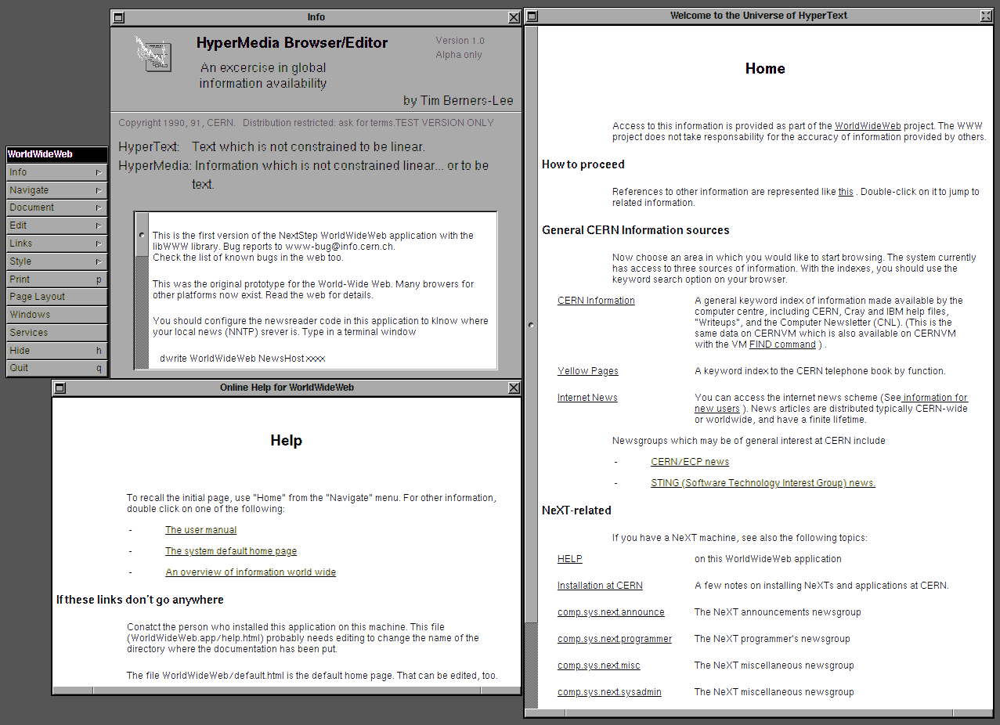 WorldWideWeb
Info
Navigate
Document
Edit
Links
Style
Print p
Page Layout
Windows
Services
Hide h
Quit q
Info
HyperMedia Browser/Editor
Version 1.0
Alpha only
An excercise in global
information availability
by Tim Berners-Lee
Copyright 1990, 91, CERN. Distribution restricted: ask for terms.TEST VERSION ONLY
HyperText: Text which is not constrained to be linear.
HyperMedia: Information which is not constrained linear... or to be
text.
This is the first version of the NextStep WorldWideWeb application with the
libWWW library. Bug reports to www-bug@info.cern.ch.
Check the list of known bugs in the web too.
This was the original prototype for the World-Wide Web. Many browers for
other platforms now exist. Read the web for details.
You should configure the newsreader code in this application to klnow where
your local news (NNTP) srever is. Type in a terminal window
dwrite WorldWideWeb NewsHost xxxx
Online Help for WorldWideWeb
Help
To recall the initial page, use "Home" from the "Navigate" menu. For other information,
double click on one of the following:
- The user manual
- The system default home page
- An overview of information world wide
If these links don't go anywhere
Conatct the person who installed this application on this machine. This file
(WorldWideWeb.app/help.html) probably needs editing to change the name of the
directory where the documentation has been put.
The file WorldWideWeb/default.html is the default home page. That can be edited, too.
Welcome to the Universe of HyperText
Home
Access to this information is provided as part of the WorldWideWeb project. The WWW
project does not take responsability for the accuracy of information provided by others.
How to proceed
References to other information are represented like this . Double-click on it to jump to
related information.
General CERN Information sources
Now choose an area in which you would like to start browsing. The system currently
has access to three sources of information. With the indexes, you should use the
keyword search option on your browser.
CERN Information A general keyword index of information made available by the
computer centre, including CERN, Cray and IBM help files,
"Writeups", and the Computer Newsletter (CNL). (This is the
same data on CERNVM which is also available on CERNVM
with the VM FIND command ) .
Yellow Pages A keyword index to the CERN telephone book by function.
Internet News You can access the internet news scheme (See information for
new users ). News articles are distributed typically CERN-wide
or worldwide, and have a finite lifetime.
Newsgroups which may be of general interest at CERN include
- CERN/ECP news
- STING (Software Technology Interest Group) news.
NeXT-related
If you have a NeXT machine, see also the following topics:
HELP on this WorldWideWeb application
Installation at CERN A few notes on installing NeXTs and applications at CERN.
comp.sys.next.announce The NeXT announcements newsgroup
comp.sys.next.programmer The NeXT programmer's newsgroup
comp.sys.next.misc The NeXT miscellaneous newsgroup
comp.sys.next.sysadmin The NeXT miscellaneous newsgroup